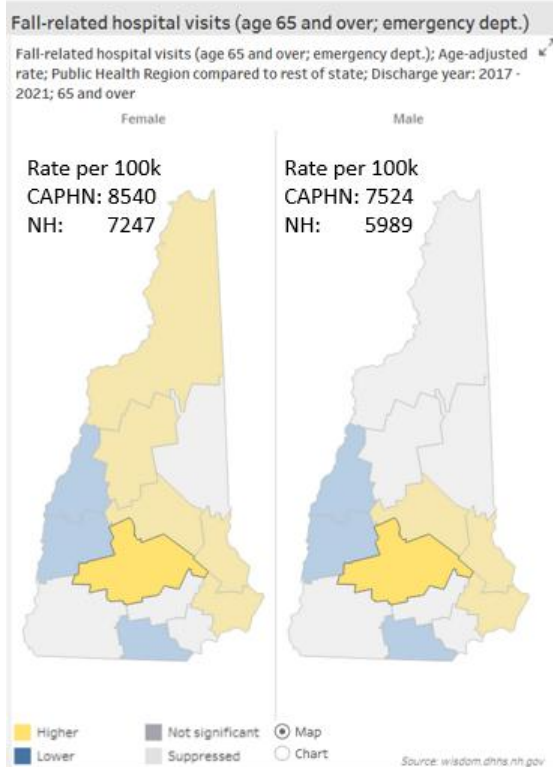 Fall-related hospital visits (age 65 and over; emergency dept.)
Fall-related hospital visits (age 65 and over; emergency dept.); Age-adjusted
rate; Public Health Region compared to rest of state; Discharge year: 2017 -
2021; 65 and over
Female
Male
Rate per 100k
CAPHN: 8540
NH: 7247
Rate per 100k
CAPHN: 7524
NH: 5989
Higher
Not significant
Map
Lower
Suppressed
Chart
Source: wisdom.dhhs.nh.gov